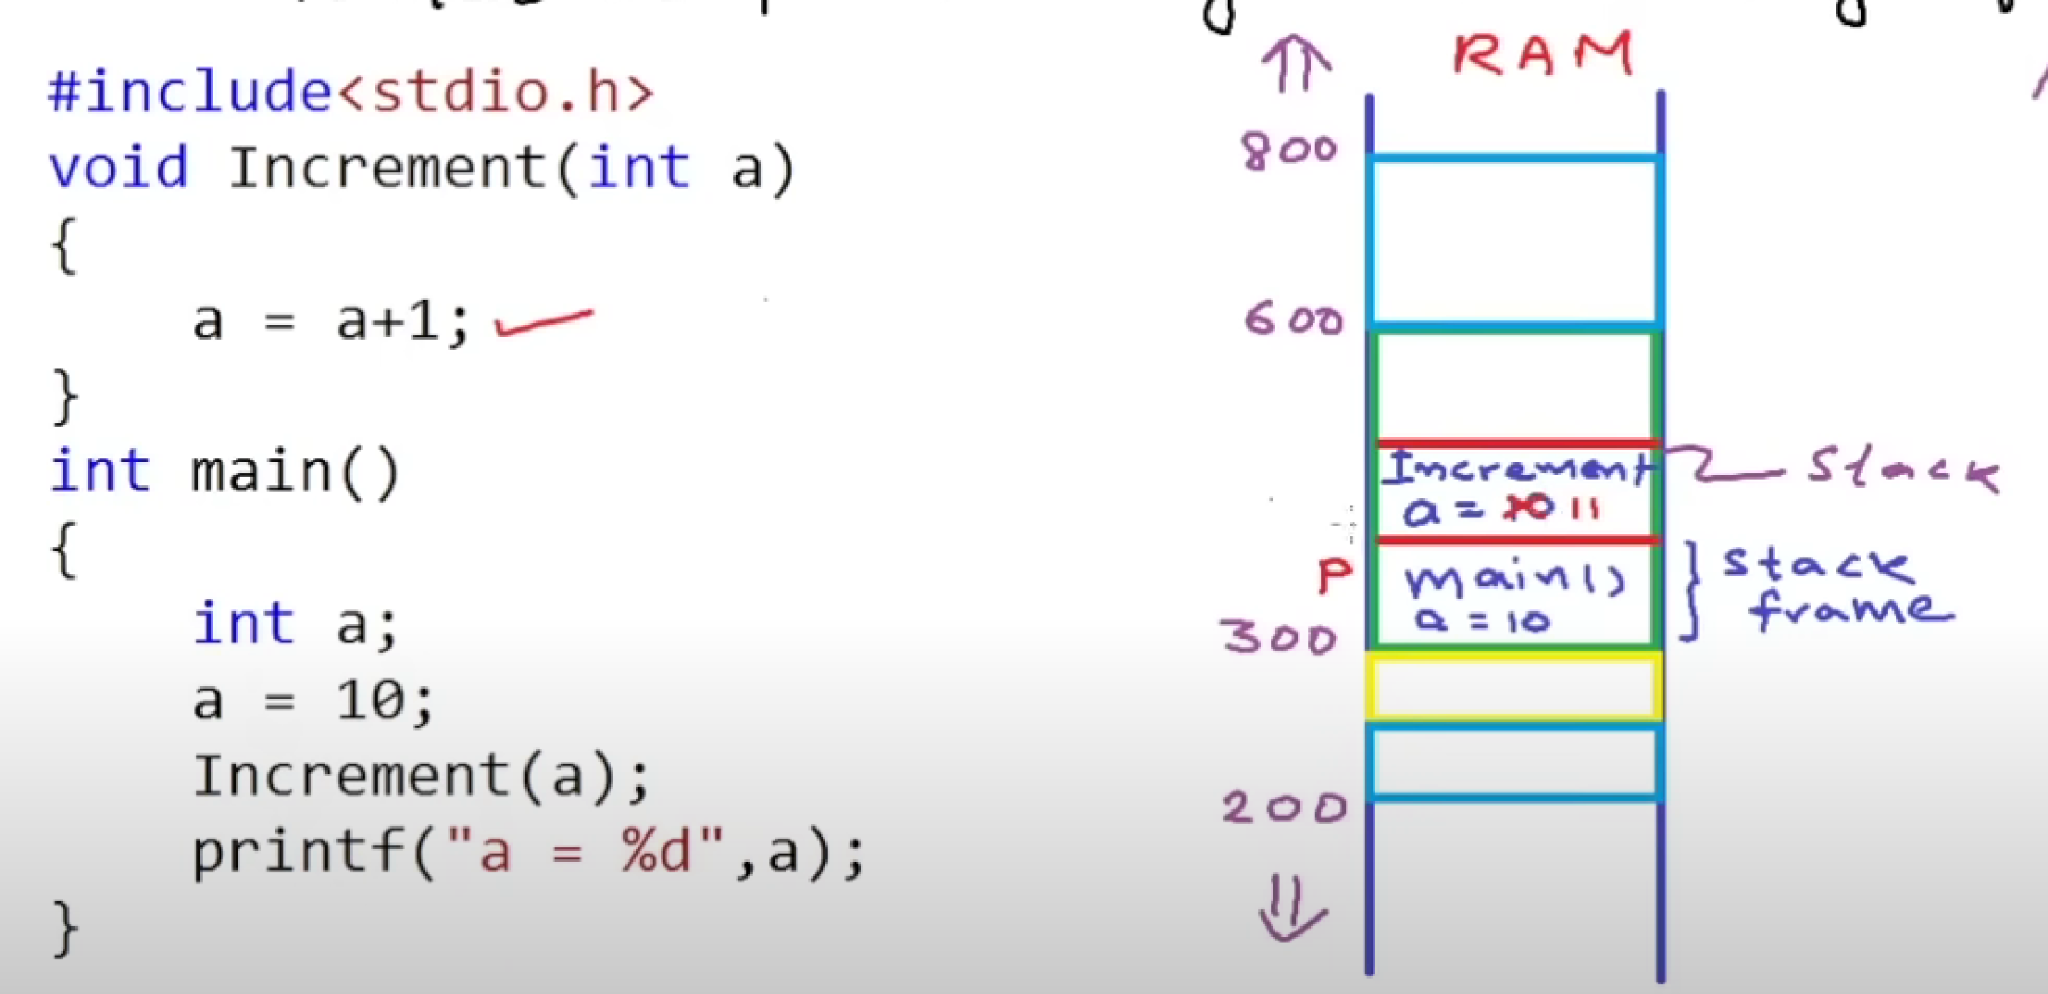 #include<stdio.h>
void Increment(int a)
{
a = a+1;
}
int main()
{
int a;
a = 10;
Increment(a);
printf("a = %d",a);
}
RAM
800
600
Increment
a = 10 11
Stack
P
main()
a = 10
stack
frame
300
200